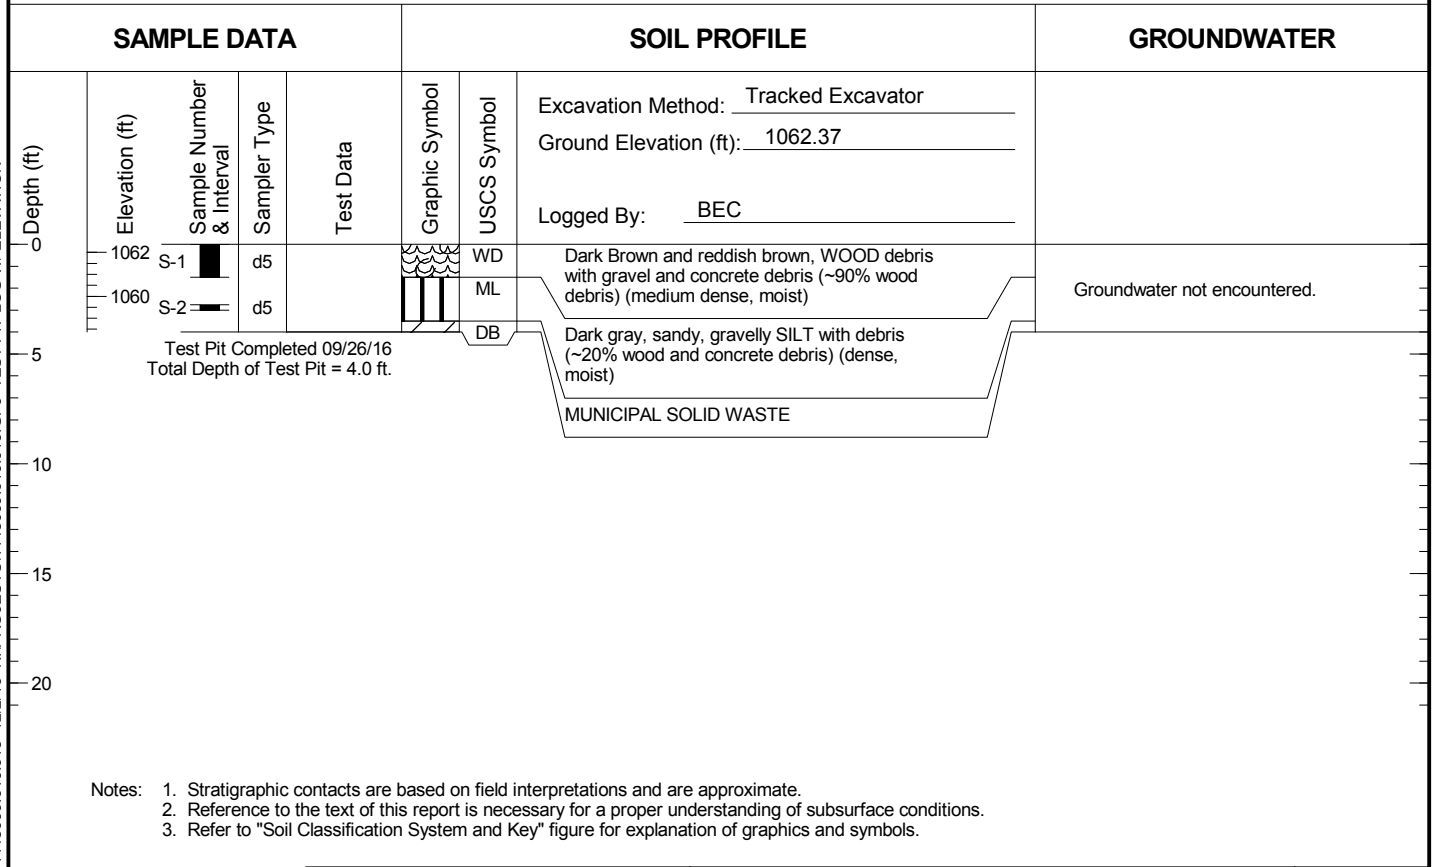 SAMPLE DATA
SOIL PROFILE
GROUNDWATER
Depth (ft)
Elevation (ft)
Sample Number
& Interval
Sampler Type
Test Data
Graphic Symbol
USCS Symbol
Excavation Method: Tracked Excavator
Ground Elevation (ft): 1062.37
Logged By: BEC
0
1062
S-1
d5
WD
Dark Brown and reddish brown, WOOD debris
with gravel and concrete debris (~90% wood
debris) (medium dense, moist)
1060
S-2
d5
ML
Groundwater not encountered.
DB
Dark gray, sandy, gravelly SILT with debris
(~20% wood and concrete debris) (dense,
moist)
Test Pit Completed 09/26/16
Total Depth of Test Pit = 4.0 ft.
5
MUNICIPAL SOLID WASTE
10
15
20
Notes: 1. Stratigraphic contacts are based on field interpretations and are approximate.
2. Reference to the text of this report is necessary for a proper understanding of subsurface conditions.
3. Refer to "Soil Classification System and Key" figure for explanation of graphics and symbols.